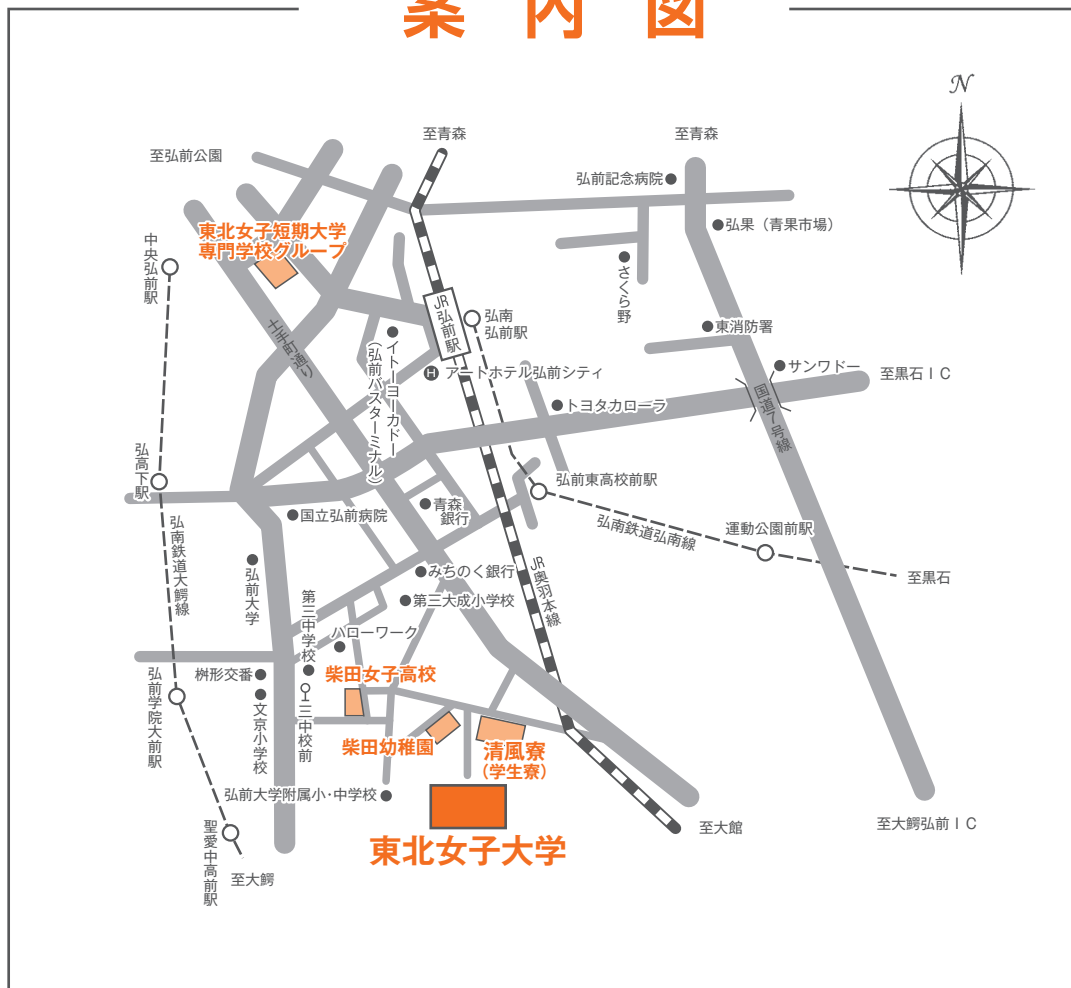 案内図
N
至青森
至青森
至弘前公園
弘前記念病院
弘果（青果市場）
東北女子短期大学
専門学校グループ
中央弘前駅
さくら野
JR弘前駅
弘南
弘前駅
東消防署
土手町通り
イトーヨーカドー
（弘前バスターミナル）
H
アートホテル弘前シティ
サンワドー
至黒石ＩＣ
国道7号線
トヨタカローラ
弘高下駅
弘前東高校前駅
国立弘前病院
青森
銀行
弘南鉄道大鰐線
弘南鉄道弘南線
運動公園前駅
弘前大学
みちのく銀行
JR奥羽本線
至黒石
第三中学校
第三大成小学校
ハローワーク
桝形交番
柴田女子高校
弘前学院大前駅
文京小学校
三中校前
柴田幼稚園
清風寮
（学生寮）
弘前大学附属小･中学校
聖愛中高前駅
至大館
至大鰐弘前ＩＣ
東北女子大学
至大鰐